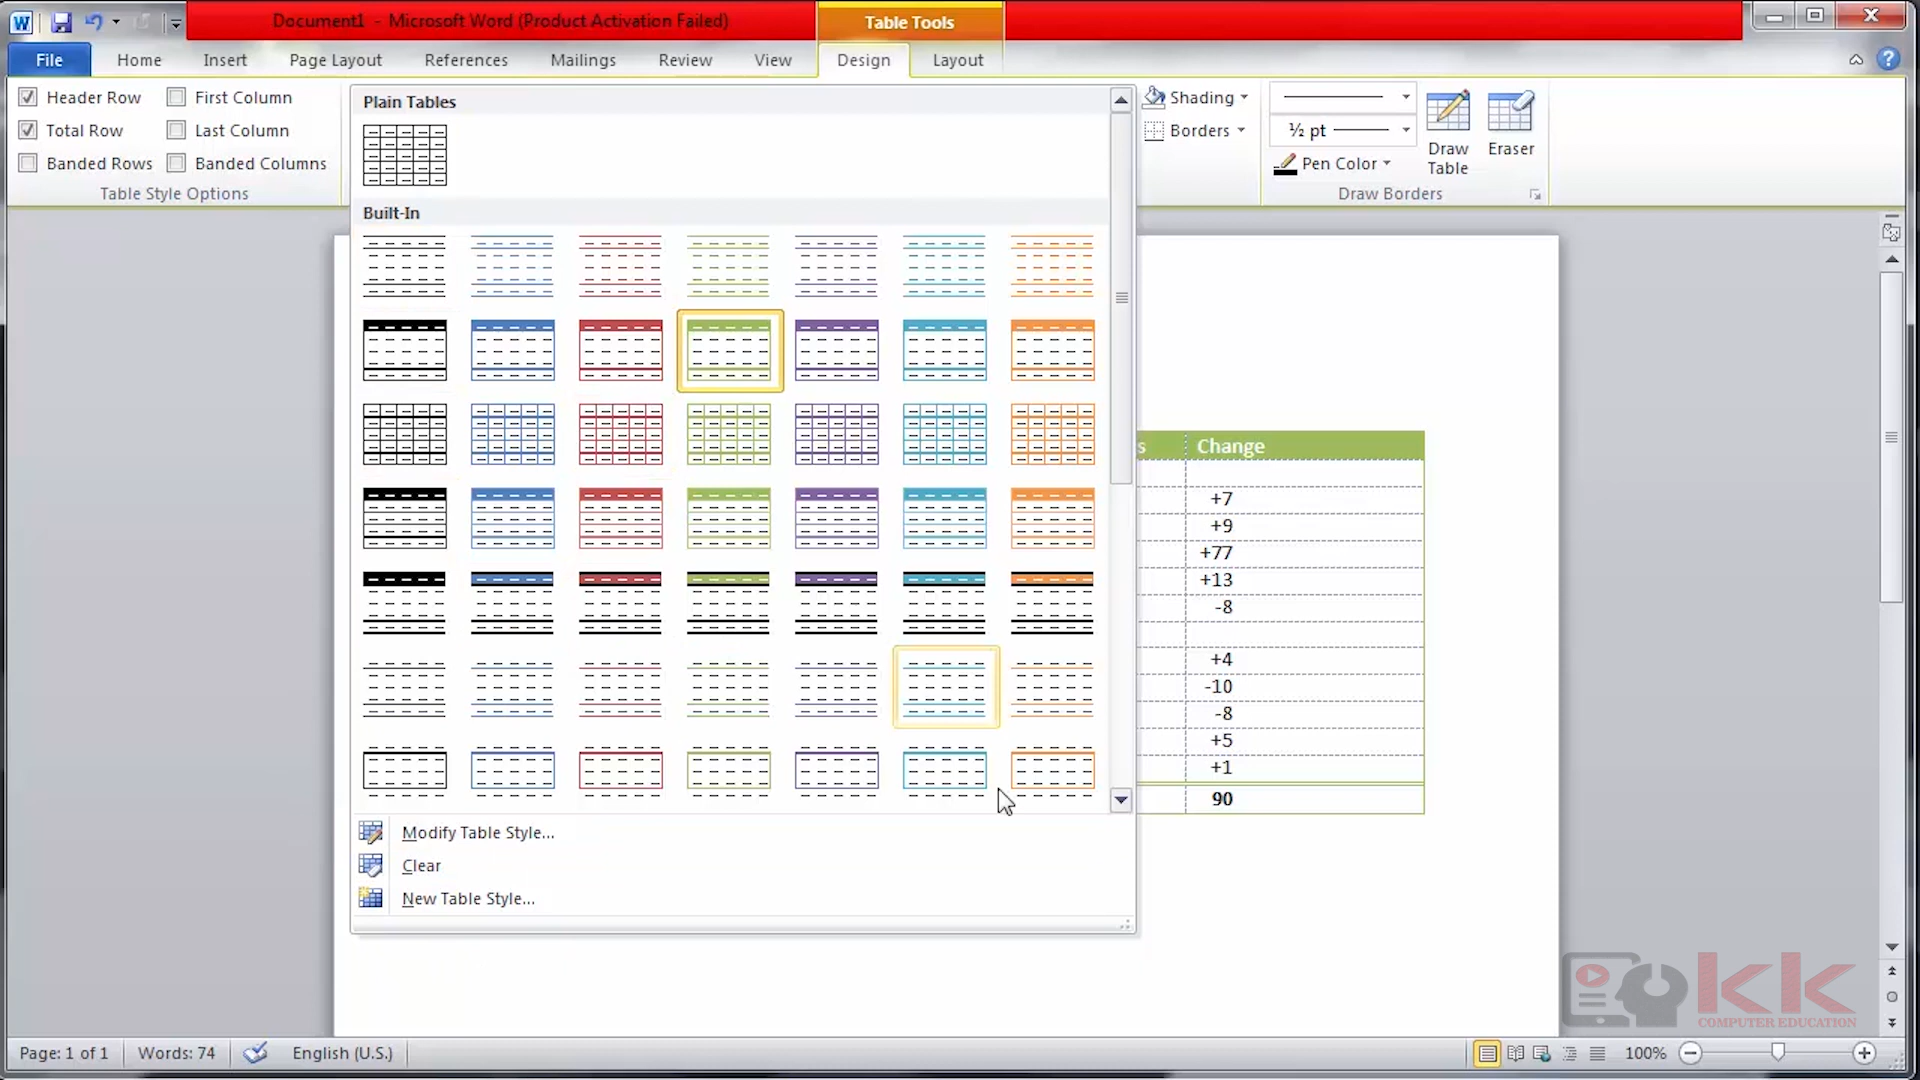 Document1 - Microsoft Word (Product Activation Failed)
Table Tools
File Home Insert Page Layout References Mailings Review View Design Layout
Header Row First Column
Total Row Last Column
Banded Rows Banded Columns
Table Style Options
Plain Tables
Built-In
Modify Table Style...
Clear
New Table Style...
Shading
Borders
½ pt
Pen Color
Draw Table
Eraser
Draw Borders
s Change
+7
+9
+77
+13
-8
+4
-10
-8
+5
+1
90
kk
COMPUTER EDUCATION
Page: 1 of 1 Words: 74 English (U.S.) 100%